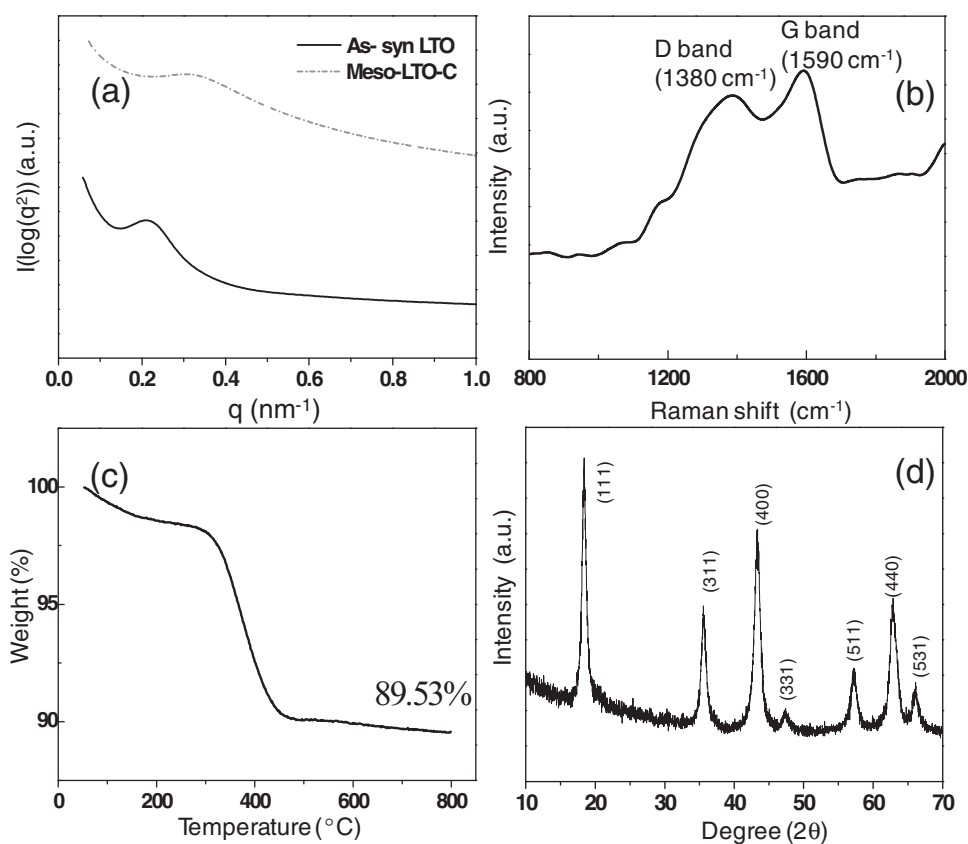 As- syn LTO
Meso-LTO-C
(a)
I(log(q²)) (a.u.)
0.0 0.2 0.4 0.6 0.8 1.0
q (nm⁻¹)
D band
(1380 cm⁻¹)
G band
(1590 cm⁻¹)
(b)
Intensity (a.u.)
800 1200 1600 2000
Raman shift (cm⁻¹)
(c)
100
95
90
Weight (%)
89.53%
0 200 400 600 800
Temperature (°C)
(d)
(111)
(311)
(400)
(331)
(511)
(440)
(531)
Intensity (a.u.)
10 20 30 40 50 60 70
Degree (2θ)